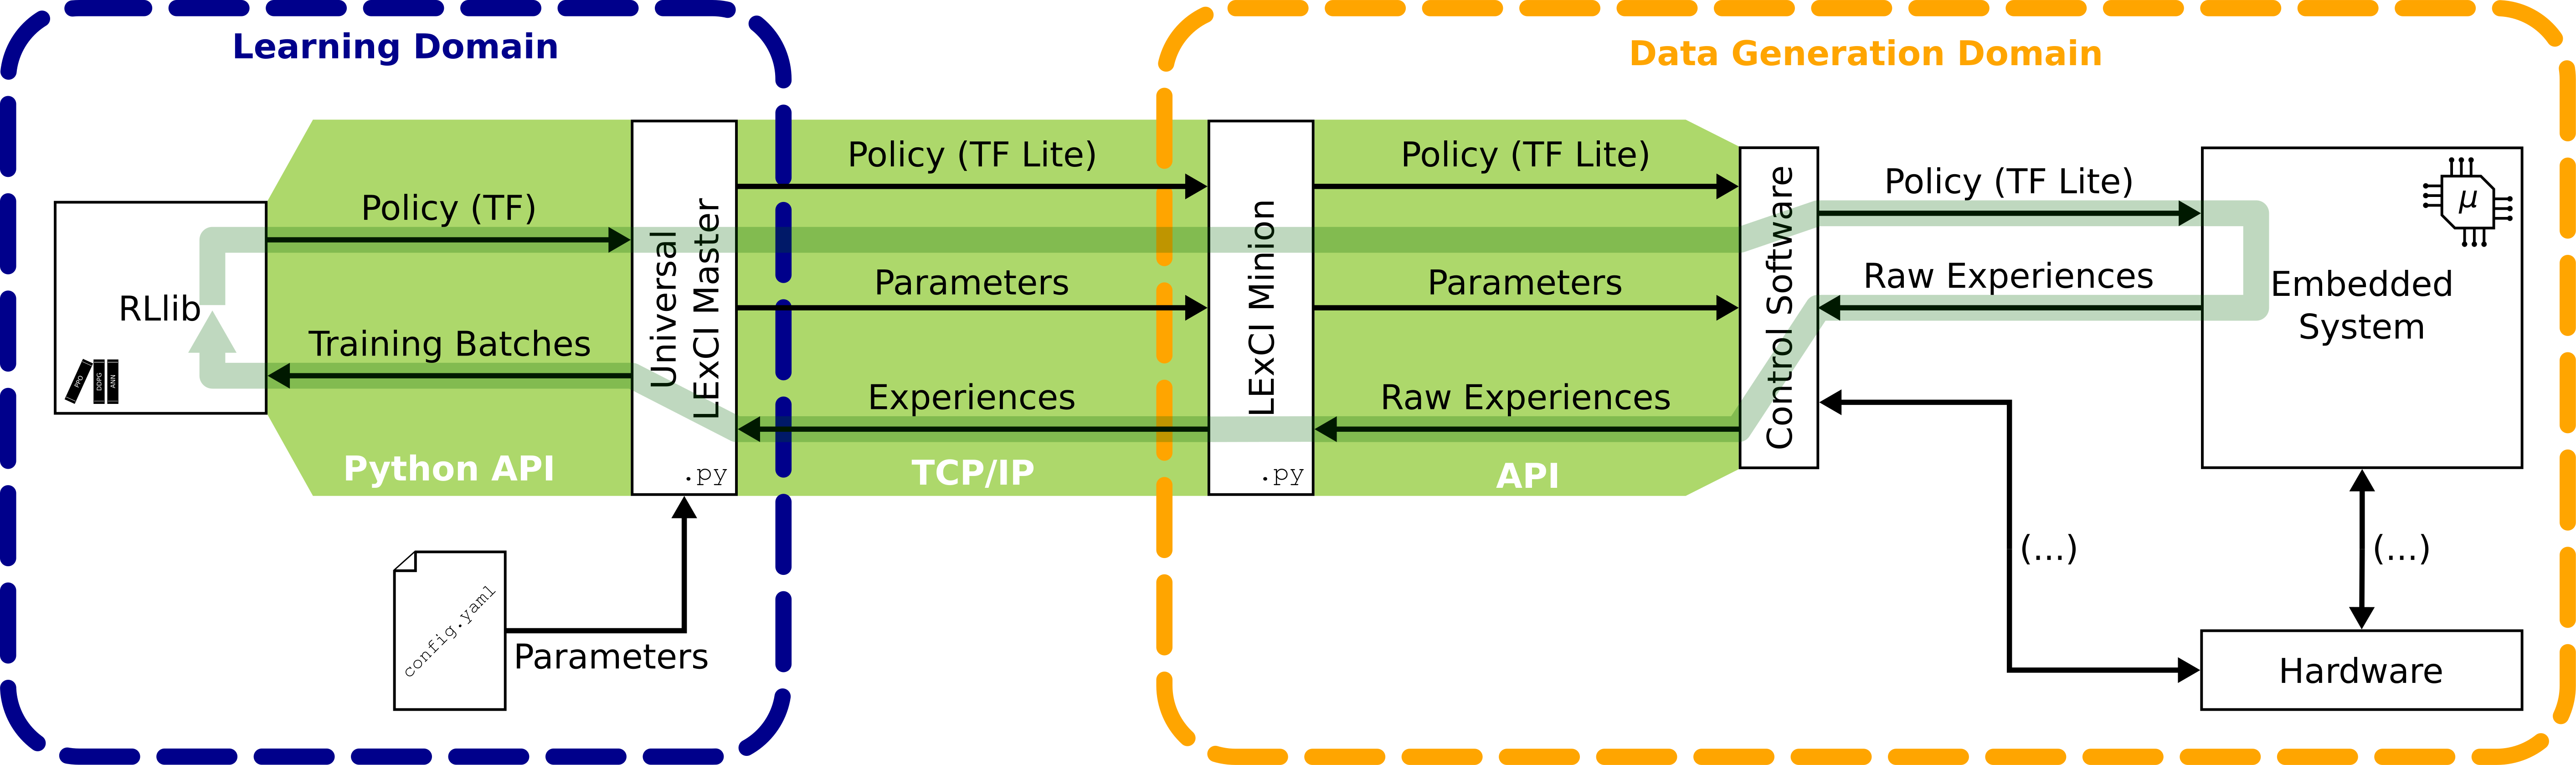 Learning Domain
Data Generation Domain
RLlib
PPO
DDPG
ANN
Policy (TF)
Training Batches
Python API
Universal
LExCI Master
.py
config.yaml
Parameters
Policy (TF Lite)
Parameters
Experiences
TCP/IP
LExCI Minion
.py
Policy (TF Lite)
Parameters
Raw Experiences
API
Control Software
Policy (TF Lite)
Raw Experiences
µ
Embedded
System
(...)
(...)
Hardware